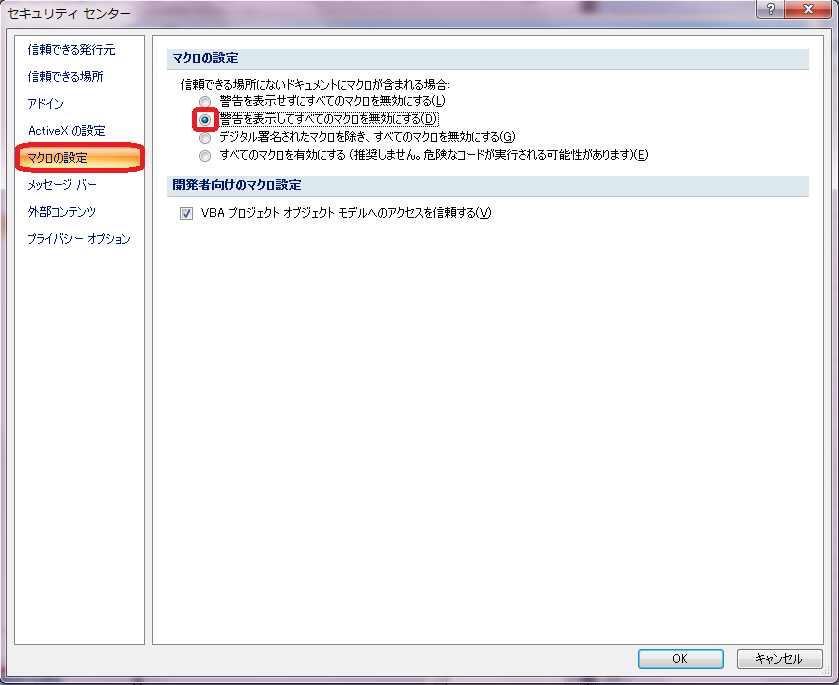 セキュリティ センター
信頼できる発行元
信頼できる場所
アドイン
ActiveX の設定
マクロの設定
メッセージ バー
外部コンテンツ
プライバシー オプション
マクロの設定
信頼できる場所にないドキュメントにマクロが含まれる場合:
警告を表示せずにすべてのマクロを無効にする(L)
警告を表示してすべてのマクロを無効にする(D)
デジタル署名されたマクロを除き、すべてのマクロを無効にする(G)
すべてのマクロを有効にする (推奨しません。危険なコードが実行される可能性があります)(E)
開発者向けのマクロ設定
VBA プロジェクト オブジェクト モデルへのアクセスを信頼する(V)
OK
キャンセル